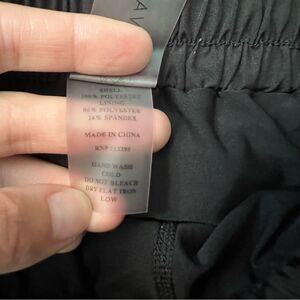 SHELL
100% POLYESTER
LINING
86% POLYESTER
14% SPANDEX
MADE IN CHINA
RN#
HAND WASH
COLD
DO NOT BLEACH
DRY FLAT IRON
LOW